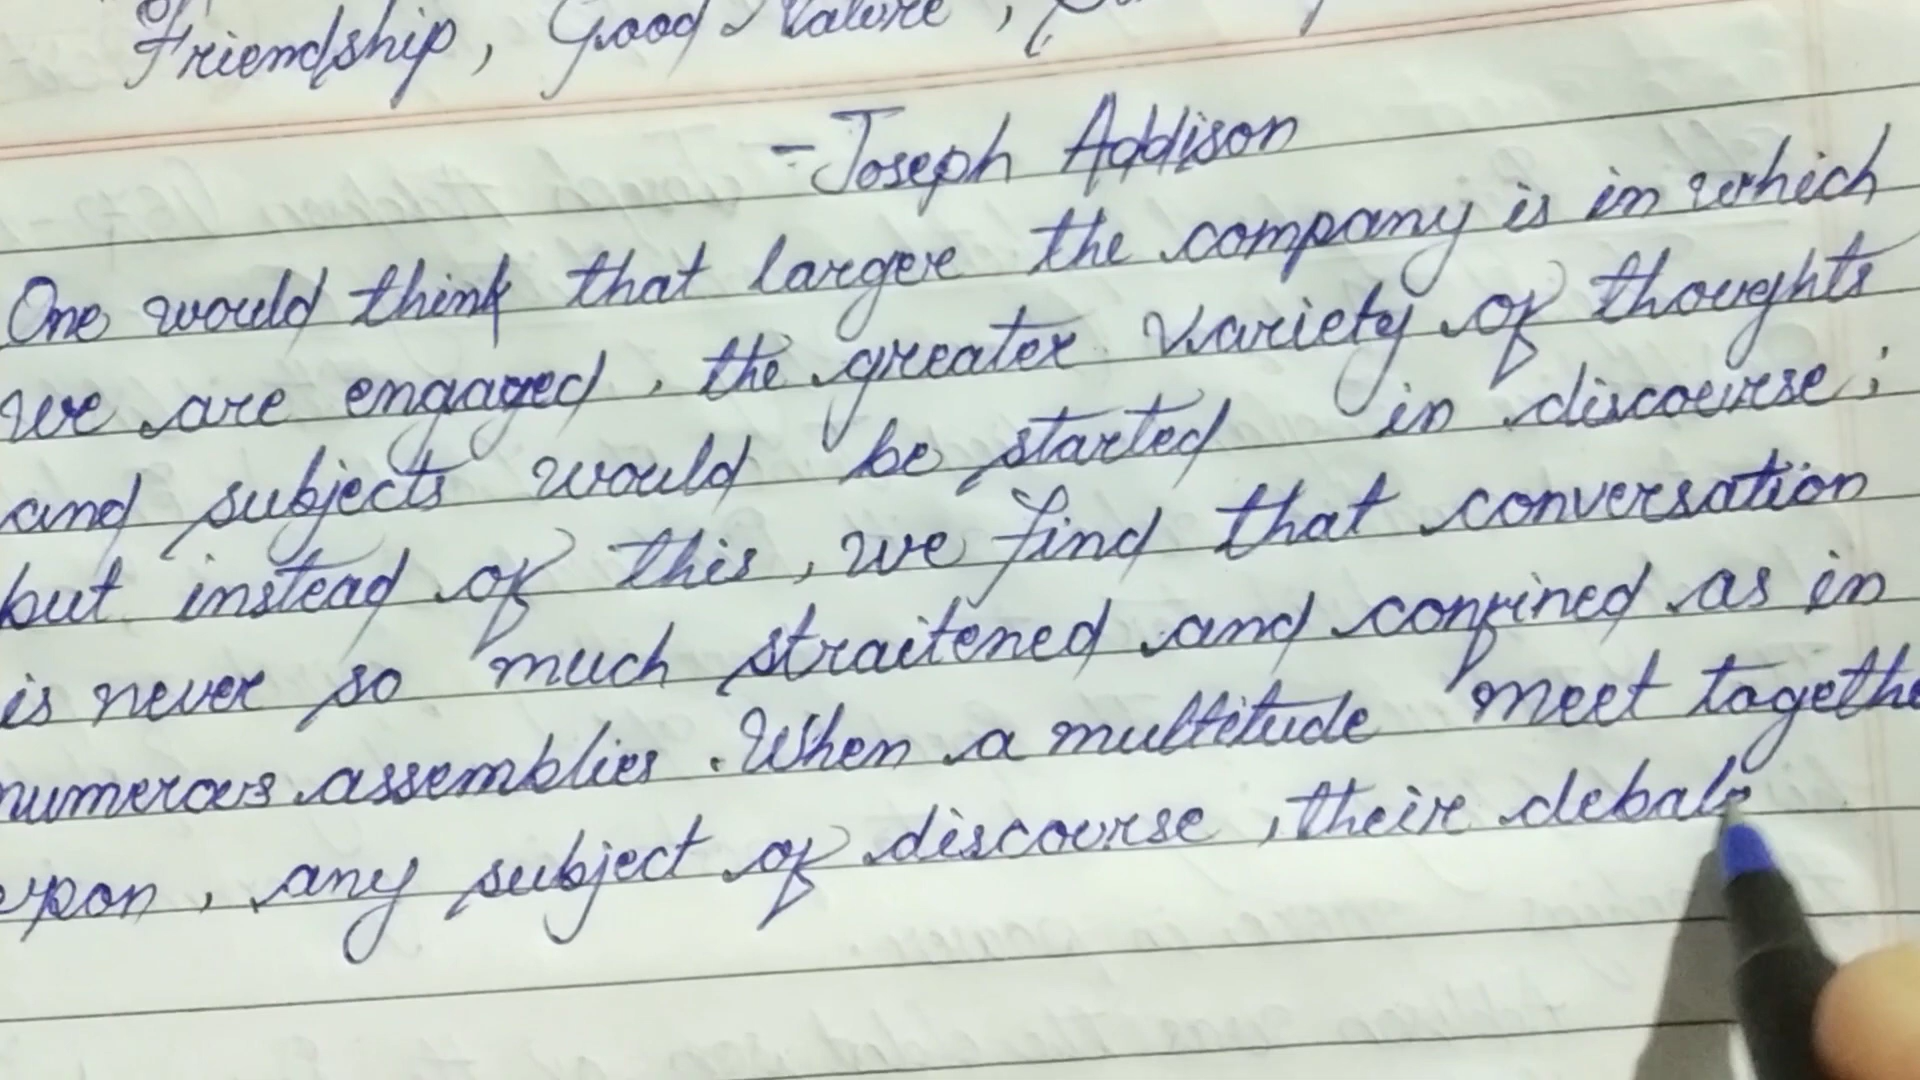 Friendship, Good Nature,
- Joseph Addison
One would think that larger the company is in which
we are engaged, the greater variety of thoughts
and subjects would be started in discourse;
but instead of this, we find that conversation
is never so much straitened and confined as in
numerous assemblies. When a multitude meet togethe
upon, any subject of discourse, their debate